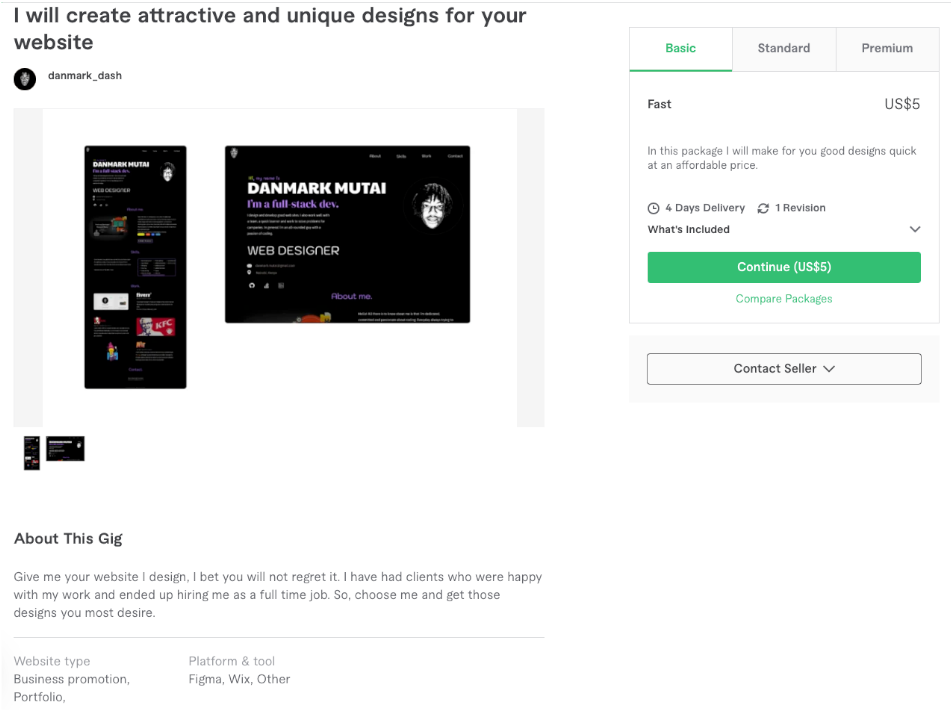 I will create attractive and unique designs for your
website
danmark_dash
DANMARK MUTAI
I'm a full-stack dev.
WEB DESIGNER
About me
Skills
Work
fiverr
KFC
Contact
About
Skills
Work
Contact
my name is
DANMARK MUTAI
I'm a full-stack dev.
WEB DESIGNER
About me.
Basic
Standard
Premium
Fast
US$5
In this package I will make for you good designs quick
at an affordable price.
4 Days Delivery
1 Revision
What's Included
Continue (US$5)
Compare Packages
Contact Seller
About This Gig
Give me your website I design, I bet you will not regret it. I have had clients who were happy
with my work and ended up hiring me as a full time job. So, choose me and get those
designs you most desire.
Website type
Business promotion,
Portfolio,
Platform & tool
Figma, Wix, Other